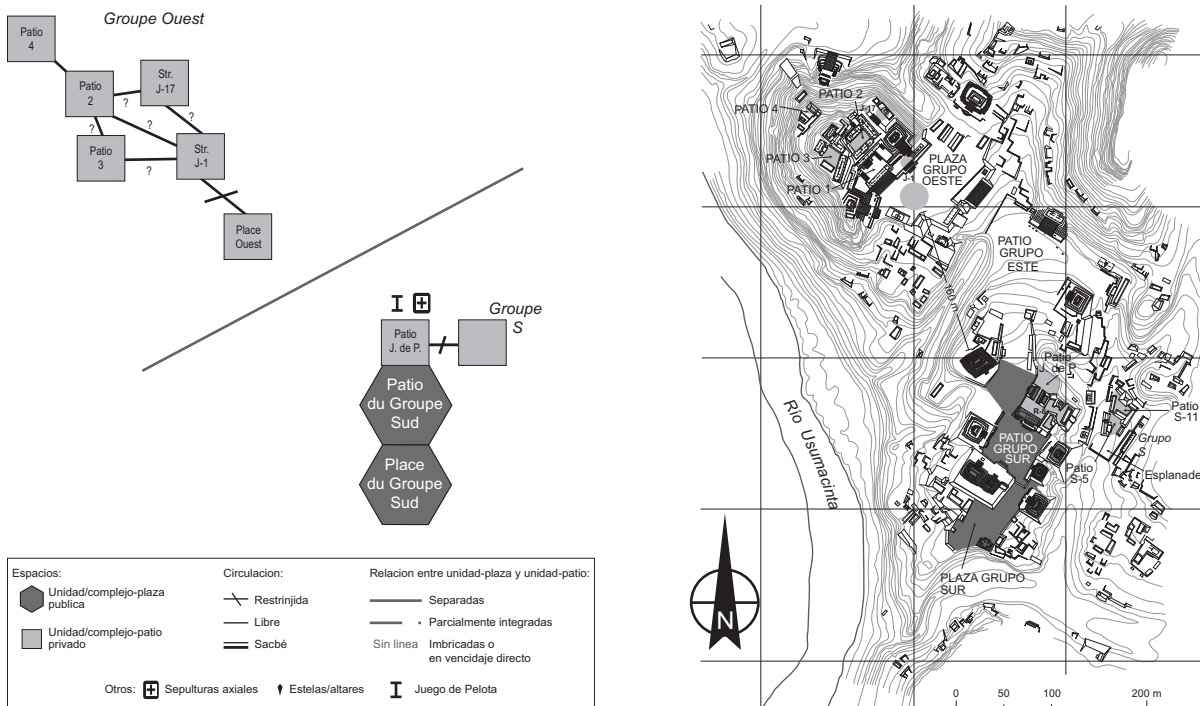 Groupe Ouest
Patio
4
Patio
2
Str.
J-17
?
?
?
?
?
Patio
3
Str.
J-1
Place
Ouest
Groupe
S
Patio
J. de P.
Patio
du Groupe
Sud
Place
du Groupe
Sud
Espacios:
Unidad/complejo-plaza
publica
Unidad/complejo-patio
privado
Circulacion:
Restrinjida
Libre
Sacbé
Relacion entre unidad-plaza y unidad-patio:
Separadas
Parcialmente integradas
Sin linea
Imbricadas o
en vencidaje directo
Otros:
Sepulturas axiales
Estelas/altares
Juego de Pelota
PATIO 2
PATIO 4
J-17
PATIO 3
PATIO 1
J-1
PLAZA
GRUPO
OESTE
PATIO
GRUPO
ESTE
160 m
Patio
J. de P.
Patio
S-11
Grupo
S
PATIO
GRUPO
SUR
Patio
S-5
Esplanade
Río Usumacinta
PLAZA GRUPO
SUR
N
0 50 100 200 m